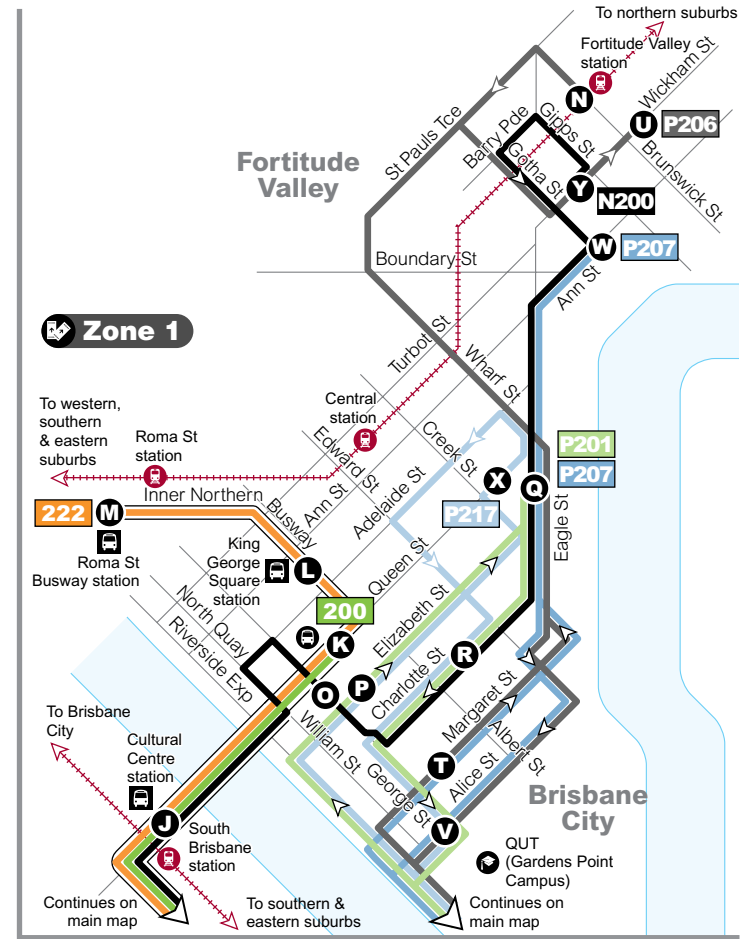 To northern suburbs
Fortitude Valley
station
Wickham St
N
U
P206
St Pauls Tce
Barry Pde
Gipps St
Gotha St
Brunswick St
Fortitude
Valley
Y
N200
W
P207
Boundary St
Ann St
Zone 1
Turbot St
Wharf St
To western,
southern
& eastern
suburbs
Roma St
station
Central
station
Edward St
Creek St
P201
P207
Inner Northern
Busway
Ann St
Adelaide St
X
Q
P217
222
M
Roma St
Busway station
King
George
Square
station
L
Queen St
Eagle St
200
K
North Quay
Riverside Exp
Elizabeth St
O
P
R
Charlotte St
William St
Margaret St
To Brisbane
City
Cultural
Centre
station
George St
T
Albert St
Alice St
Brisbane
City
J
South
Brisbane
station
V
QUT
(Gardens Point
Campus)
Continues on
main map
To southern &
eastern suburbs
Continues on
main map